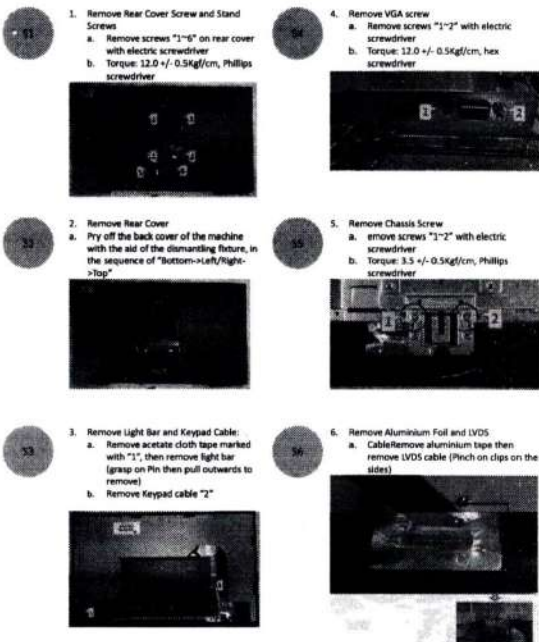 S1
1. Remove Rear Cover Screw and Stand
Screws
a. Remove screws "1~6" on rear cover
with electric screwdriver
b. Torque: 12.0 +/- 0.5Kgf/cm, Phillips
screwdriver
S2
2. Remove Rear Cover
a. Pry off the back cover of the machine
with the aid of the dismantling fixture, in
the sequence of "Bottom->Left/Right-
>Top"
S3
3. Remove Light Bar and Keypad Cable:
a. Remove acetate cloth tape marked
with "1", then remove light bar
(grasp on Pin then pull outwards to
remove)
b. Remove Keypad cable "2"
S4
4. Remove VGA screw
a. Remove screws "1~2" with electric
screwdriver
b. Torque: 12.0 +/- 0.5Kgf/cm, hex
screwdriver
1
2
S5
5. Remove Chassis Screw
a. emove screws "1~2" with electric
screwdriver
b. Torque: 3.5 +/- 0.5Kgf/cm, Phillips
screwdriver
1
2
S6
6. Remove Aluminium Foil and LVDS
a. CableRemove aluminium tape then
remove LVDS cable (Pinch on clips on the
sides)